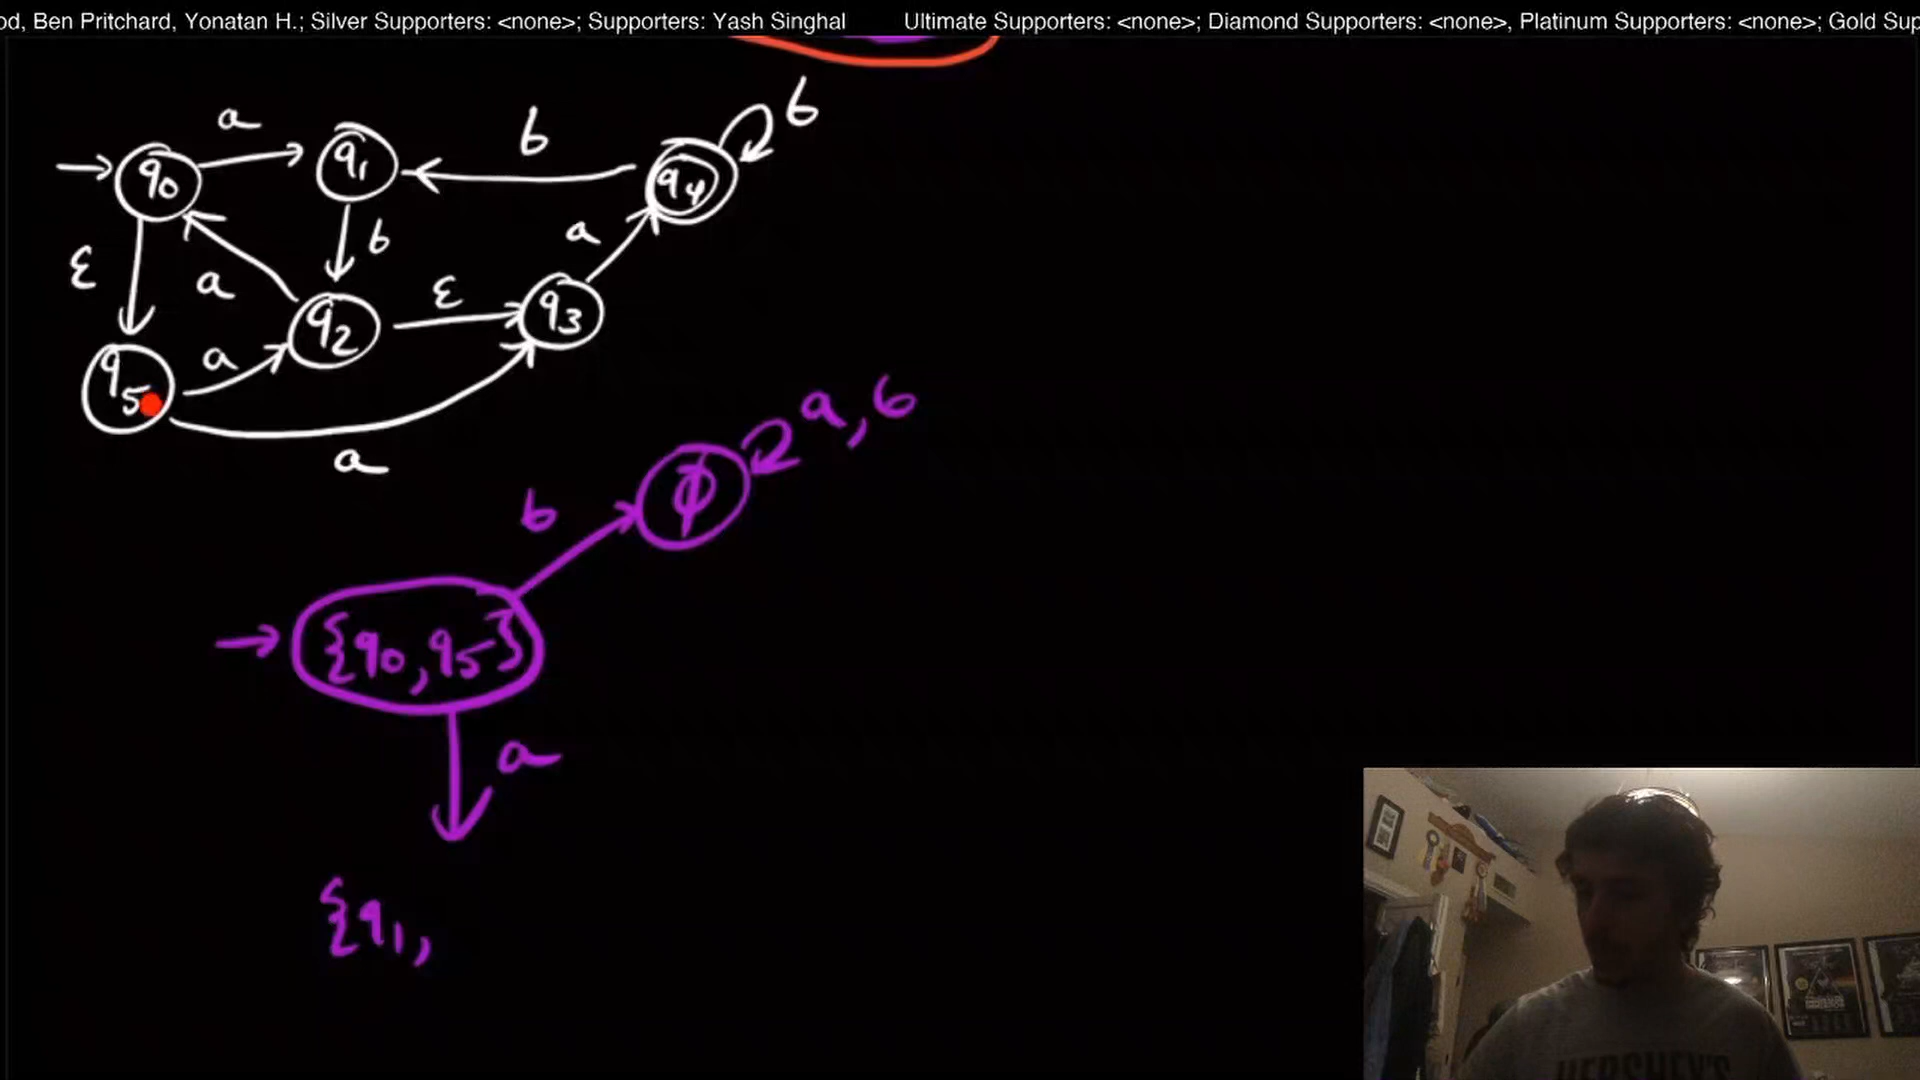 od, Ben Pritchard, Yonatan H.; Silver Supporters: <none>; Supporters: Yash Singhal Ultimate Supporters: <none>; Diamond Supporters: <none>, Platinum Supporters: <none>; Gold Sup
a
b
b
→ q0
q1
q4
ε
a
b
ε
a
q2
q3
q5
a
a
a, b
b
ϕ
→ {q0, q5}
a
{q1,
HERSHEY'S